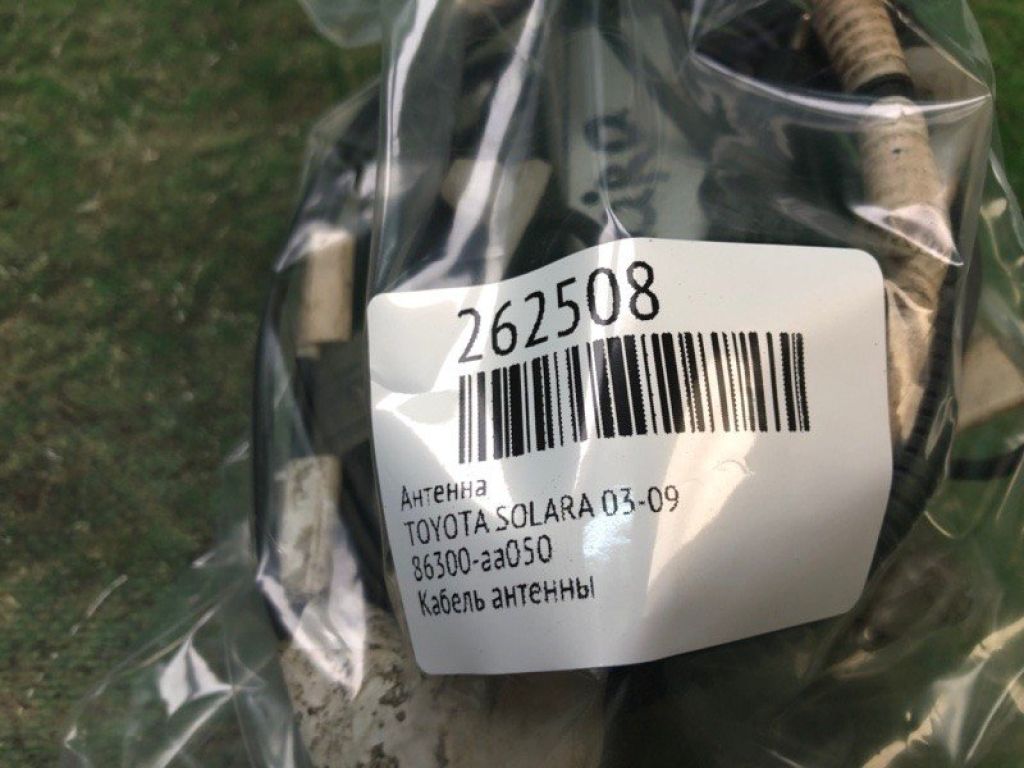 262508
Антенна
TOYOTA SOLARA 03-09
86300-aa050
Кабель антенны